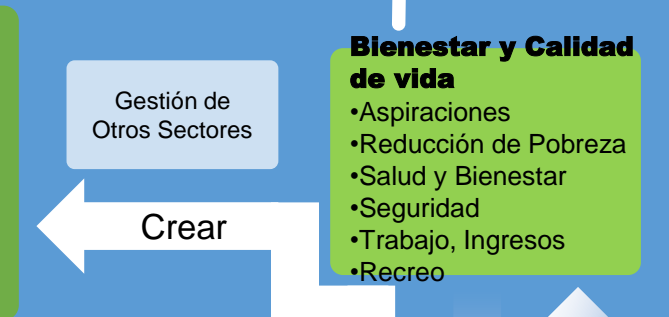 Gestión de
Otros Sectores
Crear
Bienestar y Calidad
de vida
•Aspiraciones
•Reducción de Pobreza
•Salud y Bienestar
•Seguridad
•Trabajo, Ingresos
•Recreo